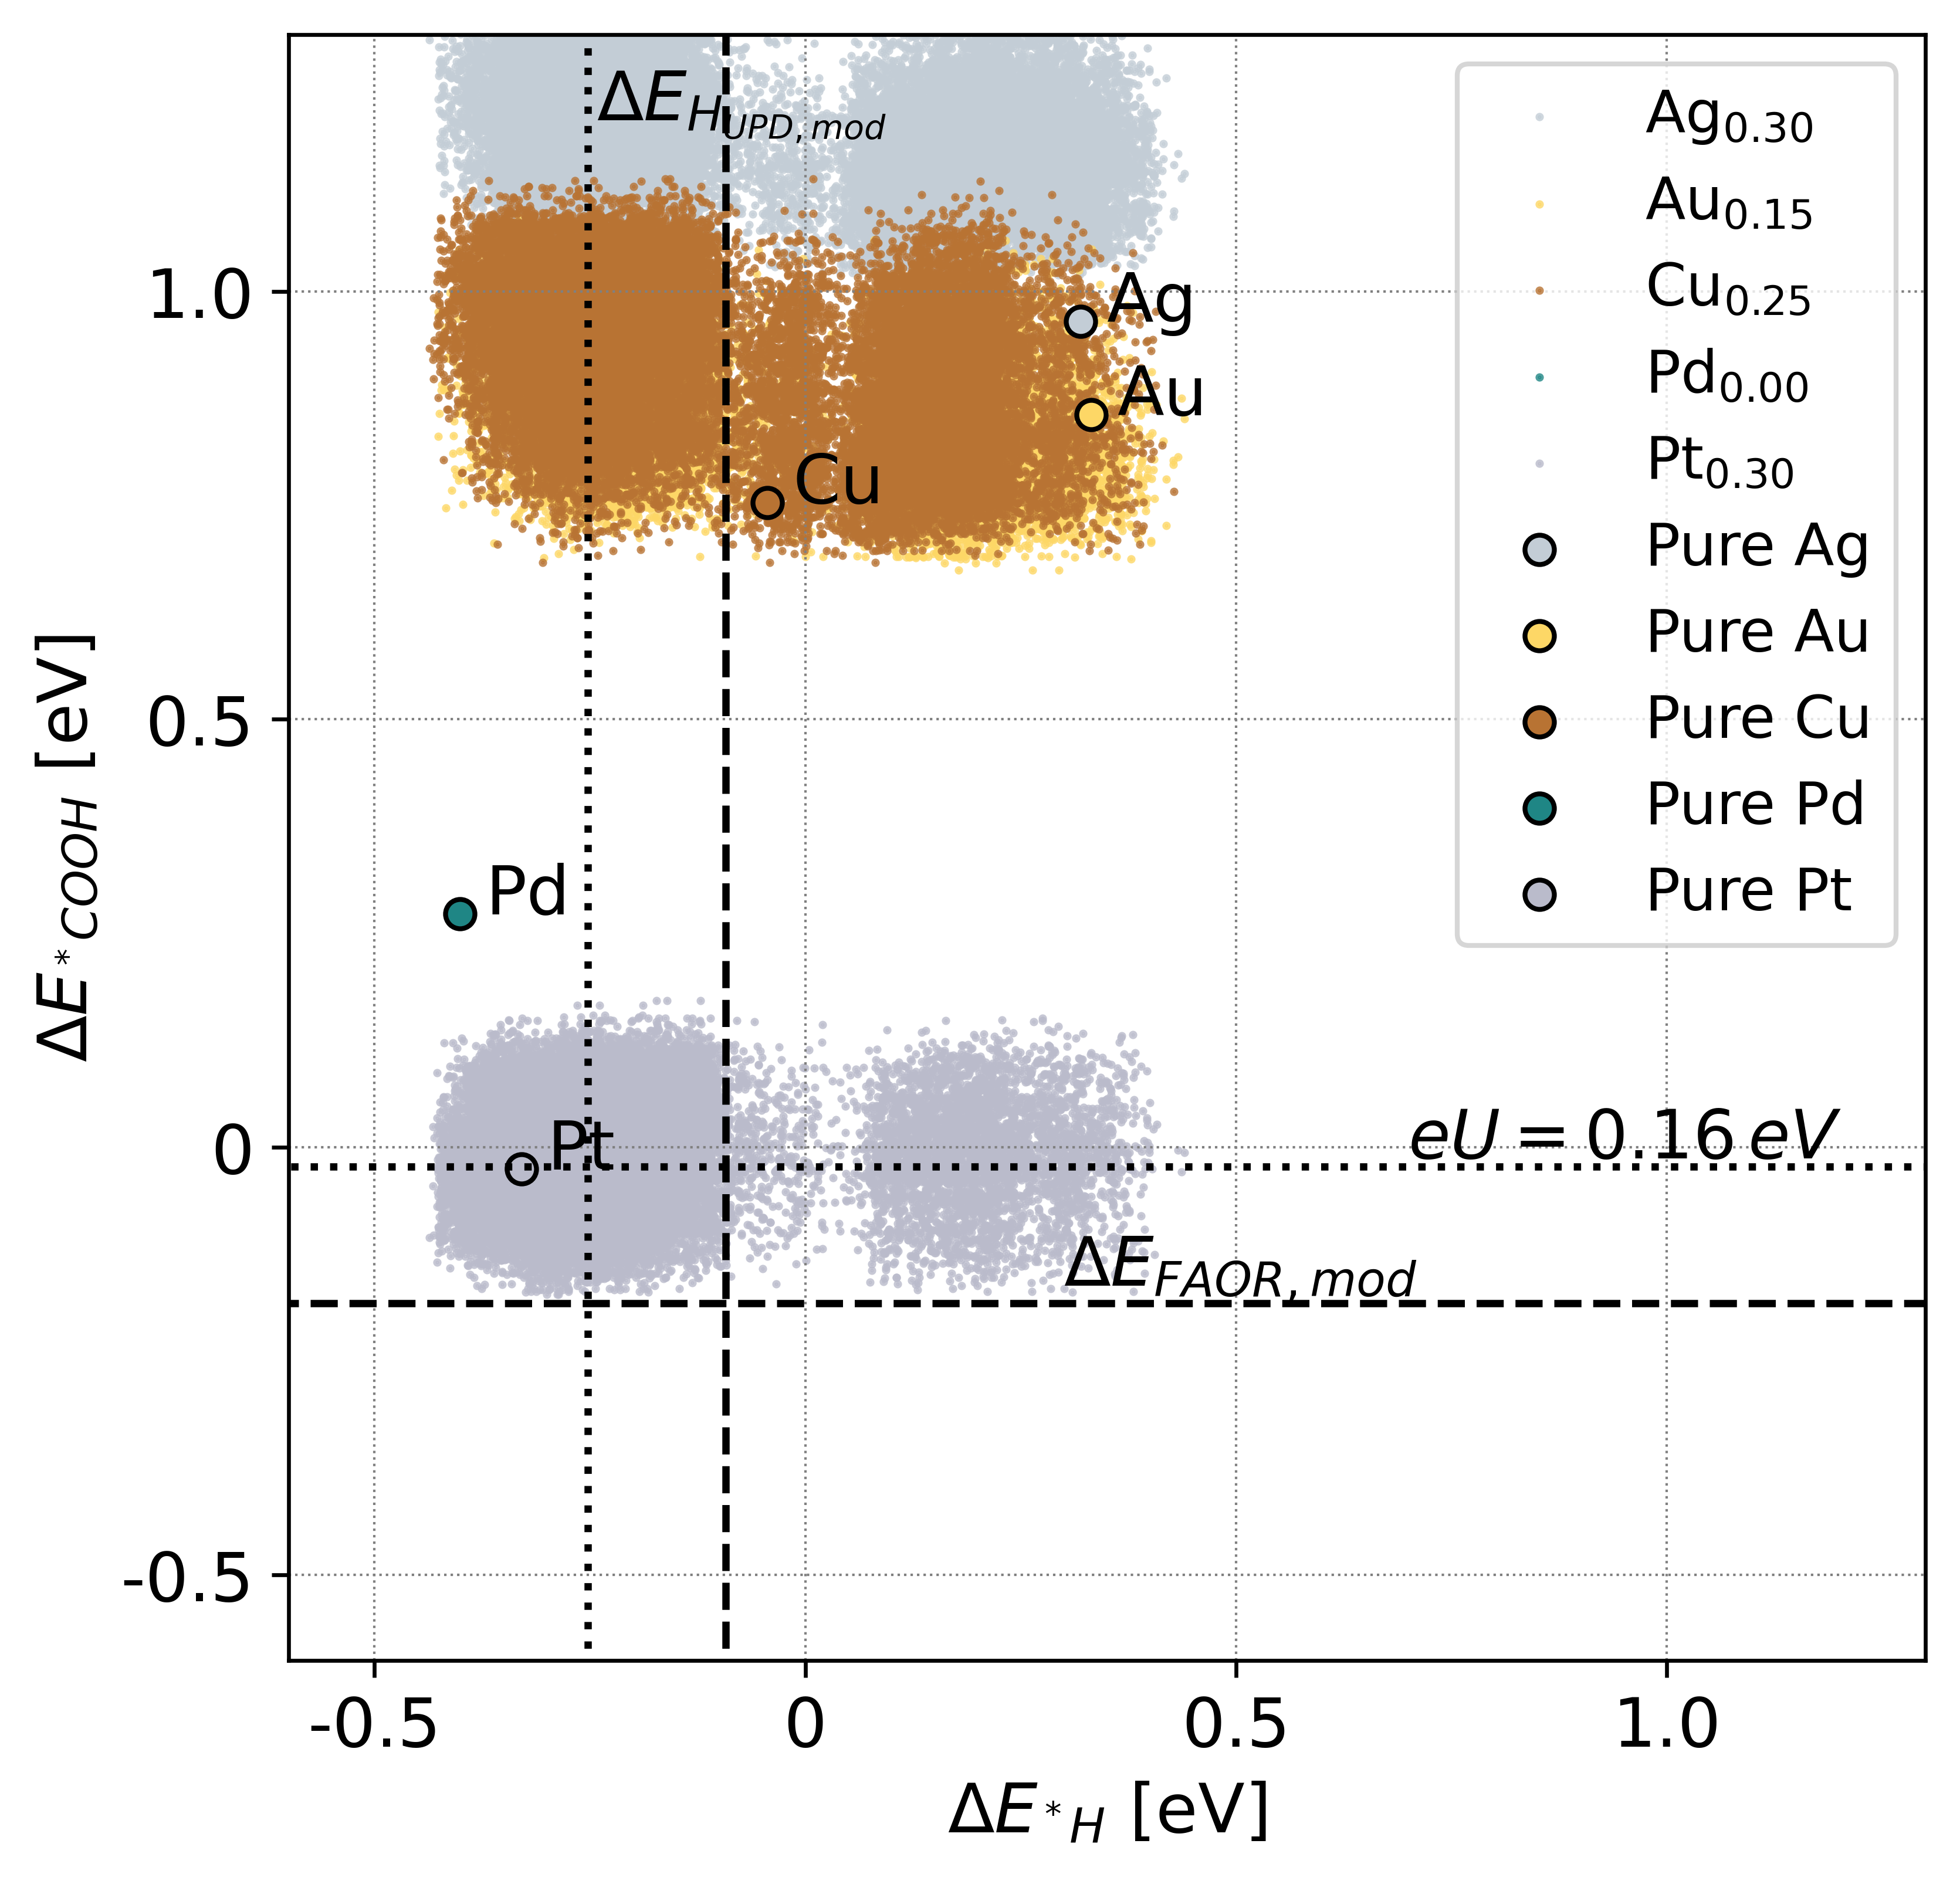 ΔE_{H_{UPD,mod}}
Ag_{0.30}
Au_{0.15}
Cu_{0.25}
Pd_{0.00}
Pt_{0.30}
Pure Ag
Pure Au
Pure Cu
Pure Pd
Pure Pt
Ag
Au
Cu
Pd
Pt
eU = 0.16 eV
ΔE_{FAOR,mod}
1.0
0.5
0
-0.5
ΔE_{*COOH} [eV]
-0.5
0
0.5
1.0
ΔE_{*H} [eV]